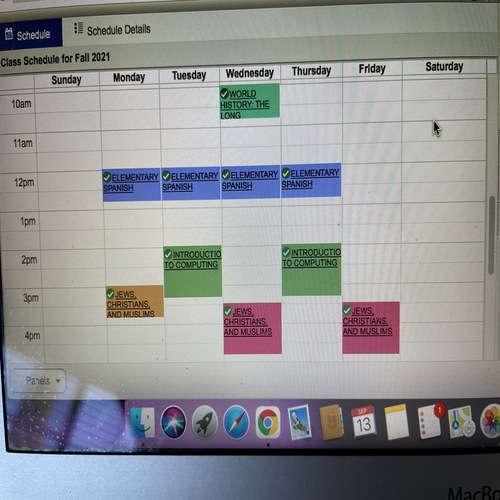 Schedule
Schedule Details
Class Schedule for Fall 2021
Sunday Monday Tuesday Wednesday Thursday Friday Saturday
10am
WORLD
HISTORY: THE
LONG
11am
12pm
ELEMENTARY
SPANISH
ELEMENTARY
SPANISH
ELEMENTARY
SPANISH
ELEMENTARY
SPANISH
1pm
2pm
INTRODUCTIO
TO COMPUTING
INTRODUCTIO
TO COMPUTING
3pm
JEWS,
CHRISTIANS,
AND MUSLIMS
JEWS,
CHRISTIANS,
AND MUSLIMS
JEWS,
CHRISTIANS,
AND MUSLIMS
4pm
Panels
SEP
13
1
MacBo